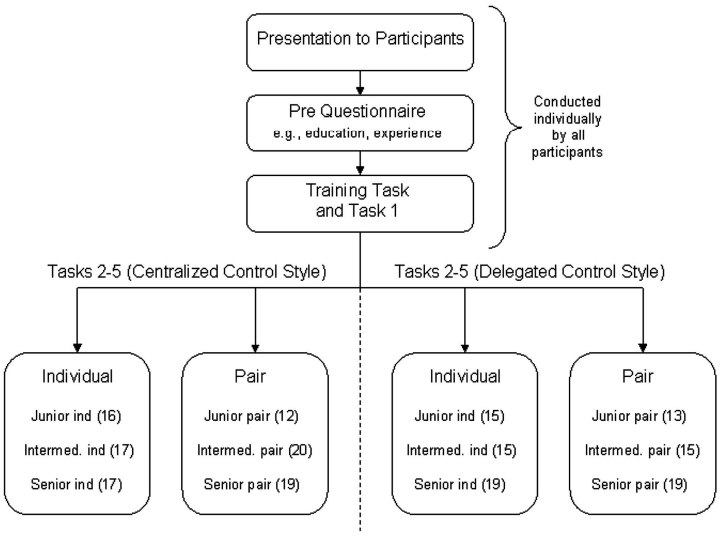 Presentation to Participants
Pre Questionnaire
e.g., education, experience
Training Task
and Task 1
Conducted
individually
by all
participants
Tasks 2-5 (Centralized Control Style)
Tasks 2-5 (Delegated Control Style)
Individual
Junior ind (16)
Intermed. ind (17)
Senior ind (17)
Pair
Junior pair (12)
Intermed. pair (20)
Senior pair (19)
Individual
Junior ind (15)
Intermed. ind (15)
Senior ind (19)
Pair
Junior pair (13)
Intermed. pair (15)
Senior pair (19)